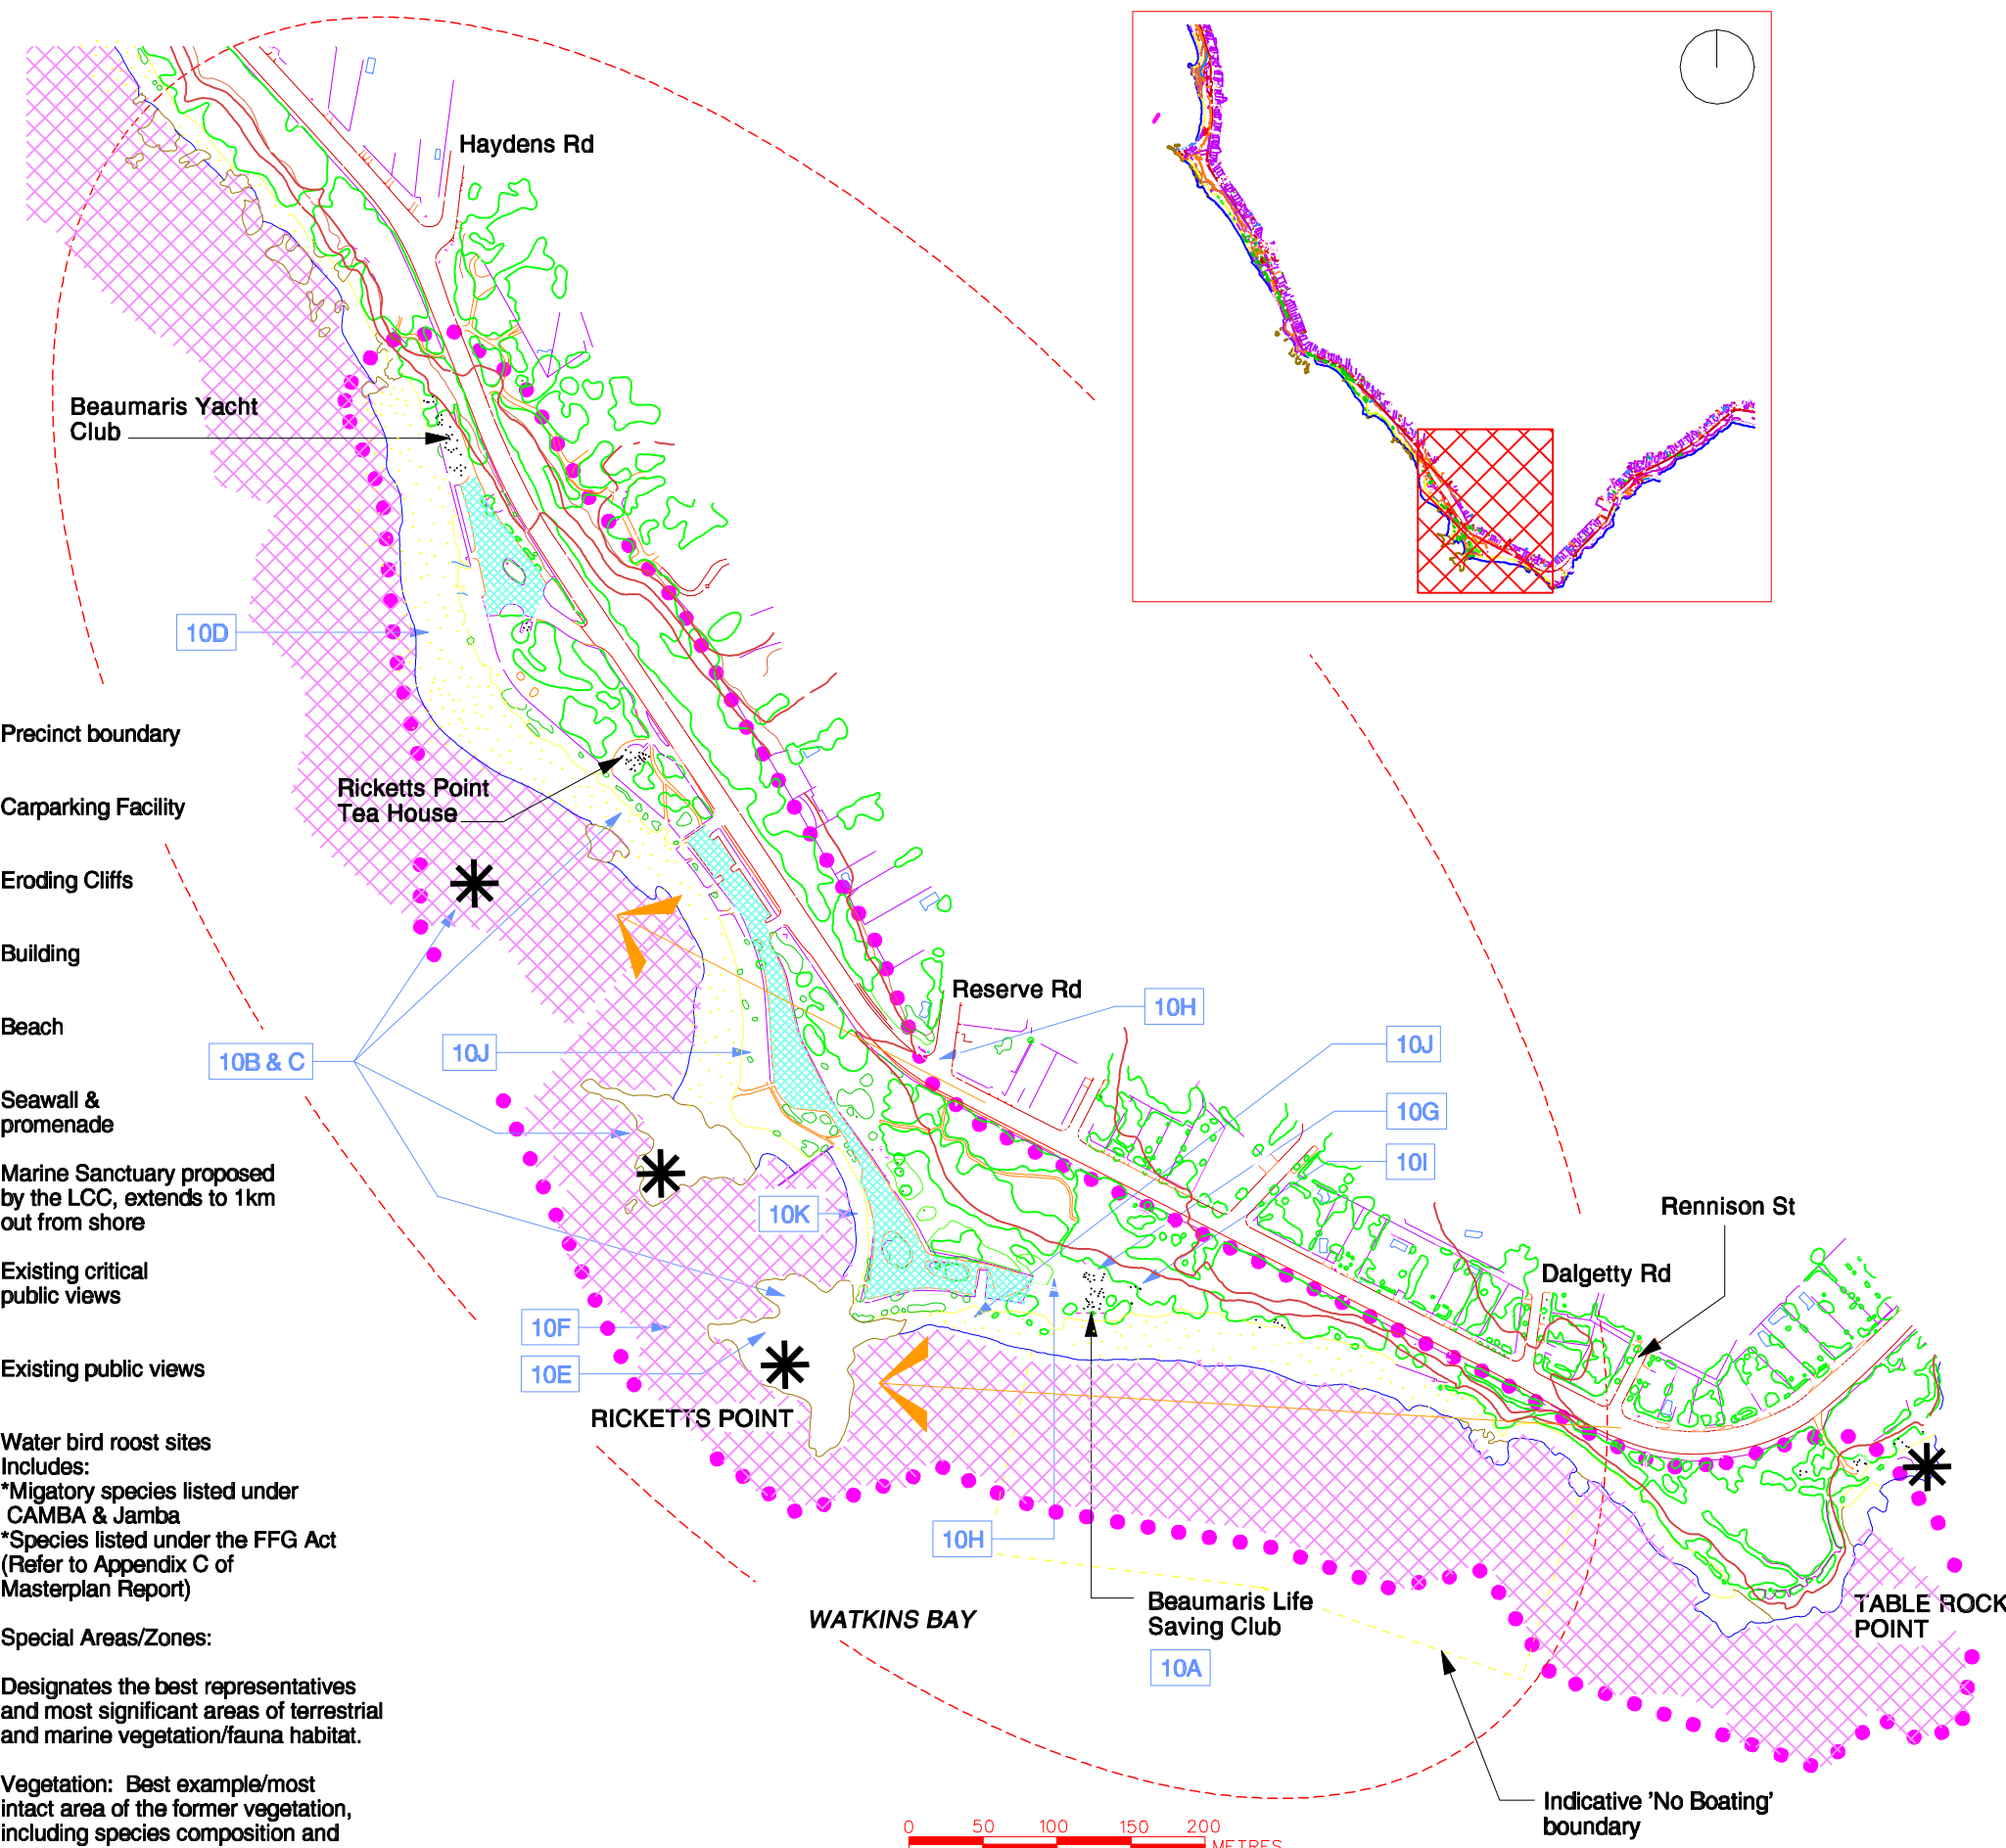 Haydens Rd
Beaumaris Yacht
Club
10D
Precinct boundary
Ricketts Point
Tea House
Carparking Facility
Eroding Cliffs
Building
Reserve Rd
10H
Beach
10B & C
10J
10J
Seawall &
promenade
10G
10I
Marine Sanctuary proposed
by the LCC, extends to 1km
out from shore
10K
Rennison St
Existing critical
public views
Dalgetty Rd
10F
10E
Existing public views
RICKETTS POINT
Water bird roost sites
Includes:
*Migatory species listed under
CAMBA & Jamba
*Species listed under the FFG Act
(Refer to Appendix C of
Masterplan Report)
10H
WATKINS BAY
Beaumaris Life
Saving Club
10A
TABLE ROCK
POINT
Special Areas/Zones:
Designates the best representatives
and most significant areas of terrestrial
and marine vegetation/fauna habitat.
Vegetation: Best example/most
intact area of the former vegetation,
including species composition and
Indicative 'No Boating'
boundary
0 50 100 150 200
METRES